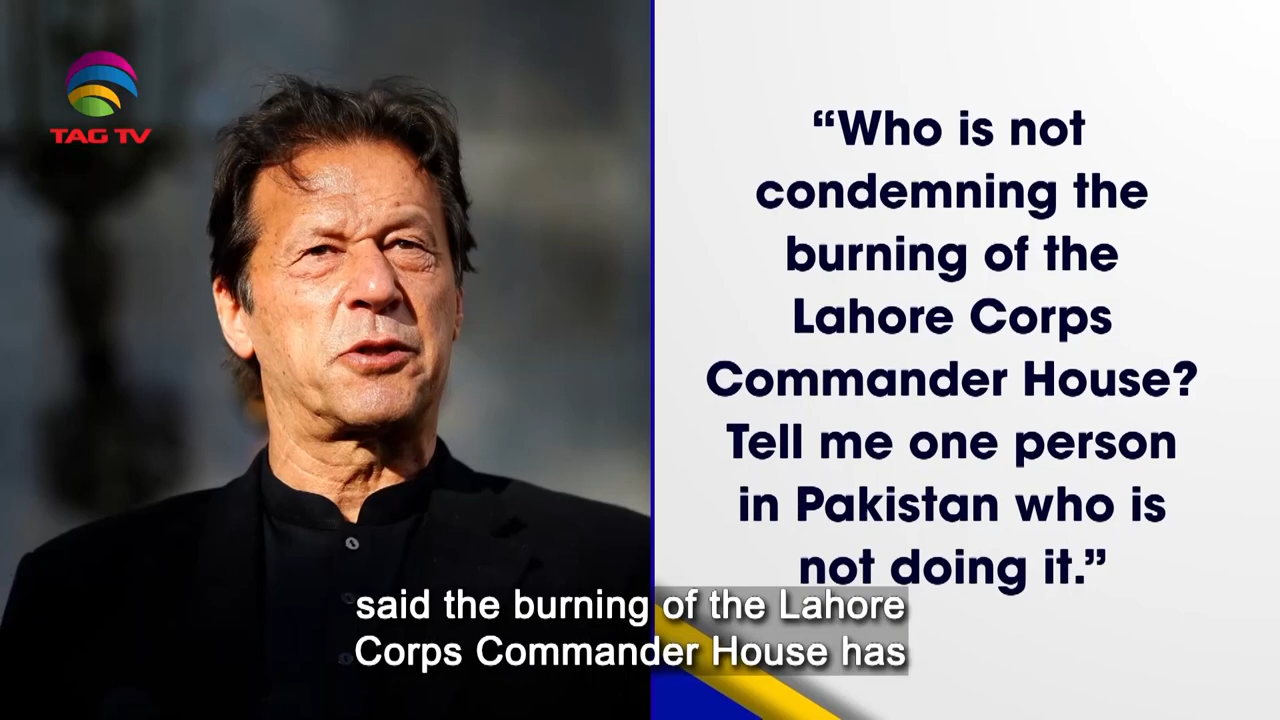 TAG TV
“Who is not
condemning the
burning of the
Lahore Corps
Commander House?
Tell me one person
in Pakistan who is
not doing it.”
said the burning of the Lahore
Corps Commander House has